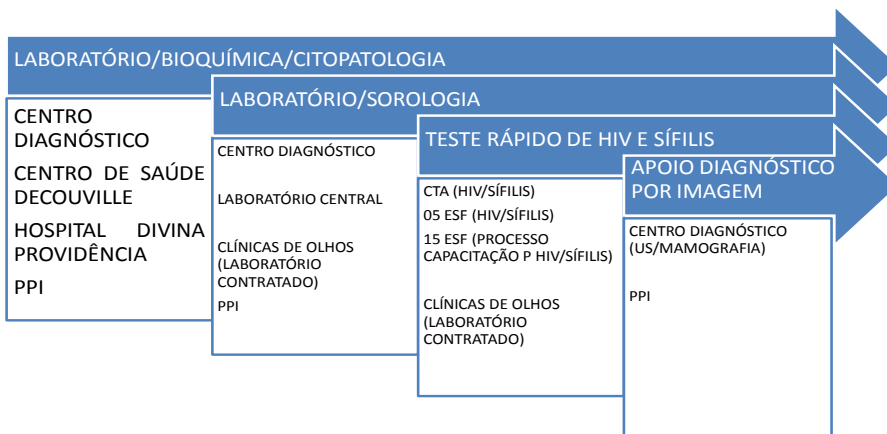 LABORATÓRIO/BIOQUÍMICA/CITOPATOLOGIA
CENTRO
DIAGNÓSTICO
CENTRO DE SAÚDE
DECOUVILLE
HOSPITAL DIVINA
PROVIDÊNCIA
PPI
LABORATÓRIO/SOROLOGIA
CENTRO DIAGNÓSTICO
LABORATÓRIO CENTRAL
CLÍNICAS DE OLHOS
(LABORATÓRIO
CONTRATADO)
PPI
TESTE RÁPIDO DE HIV E SÍFILIS
CTA (HIV/SÍFILIS)
05 ESF (HIV/SÍFILIS)
15 ESF (PROCESSO
CAPACITAÇÃO P HIV/SÍFILIS)
CLÍNICAS DE OLHOS
(LABORATÓRIO
CONTRATADO)
APOIO DIAGNÓSTICO
POR IMAGEM
CENTRO DIAGNÓSTICO
(US/MAMOGRAFIA)
PPI